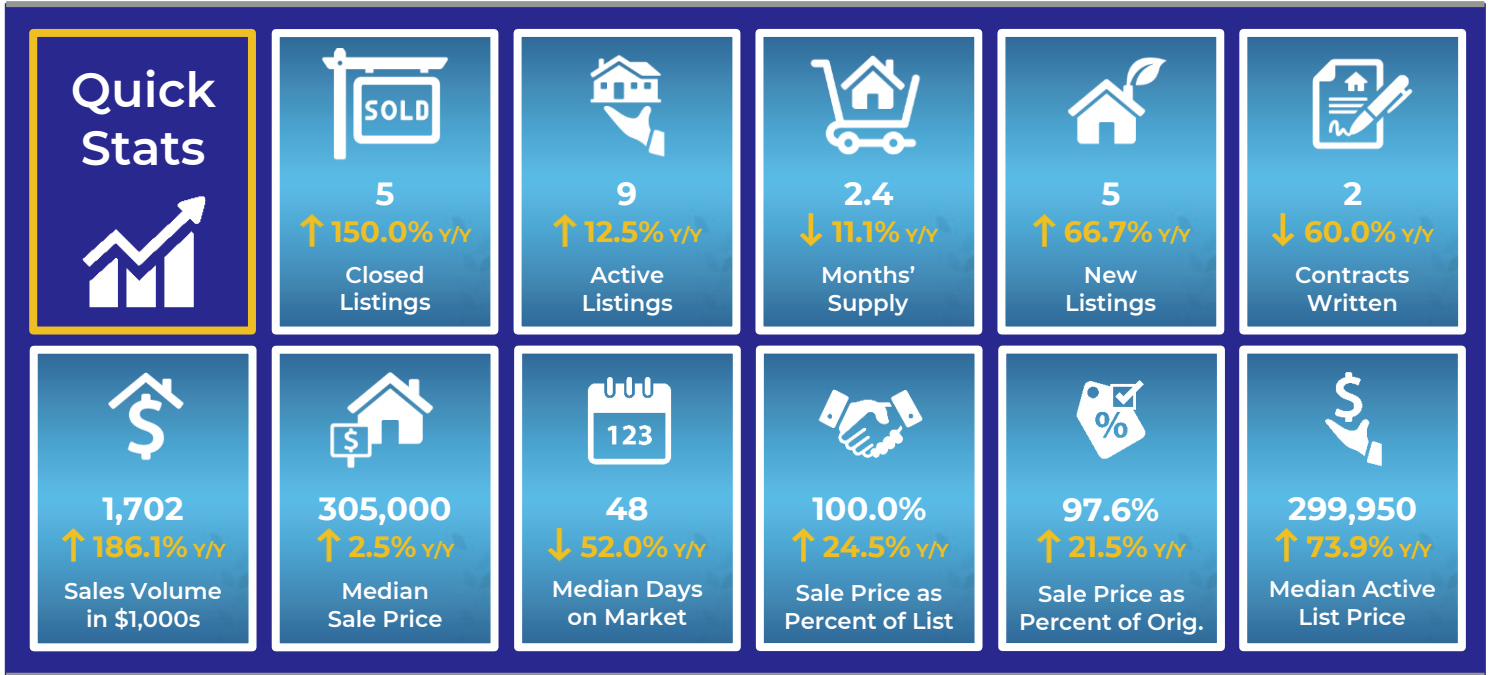 Quick
Stats
SOLD
5
↑ 150.0% Y/Y
Closed
Listings
9
↑ 12.5% Y/Y
Active
Listings
2.4
↓ 11.1% Y/Y
Months’
Supply
5
↑ 66.7% Y/Y
New
Listings
2
↓ 60.0% Y/Y
Contracts
Written
$
1,702
↑ 186.1% Y/Y
Sales Volume
in $1,000s
$
305,000
↑ 2.5% Y/Y
Median
Sale Price
123
48
↓ 52.0% Y/Y
Median Days
on Market
100.0%
↑ 24.5% Y/Y
Sale Price as
Percent of List
%
97.6%
↑ 21.5% Y/Y
Sale Price as
Percent of Orig.
$
299,950
↑ 73.9% Y/Y
Median Active
List Price